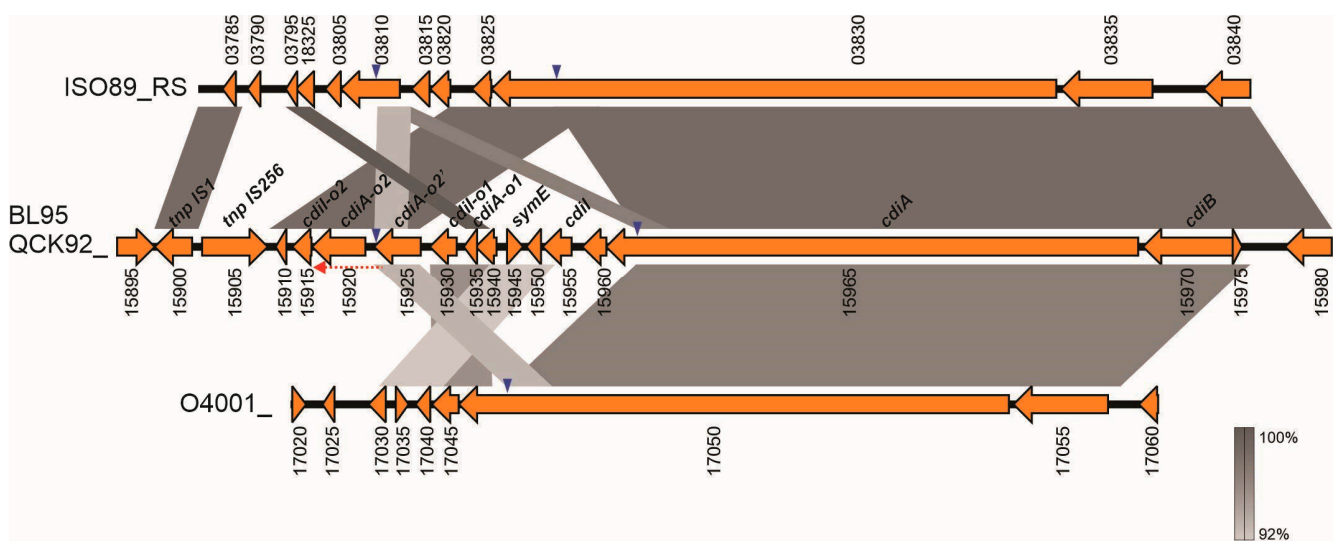 03785 03790 03795 18325 03805 03810 03815 03820 03825 03830 03835 03840
ISO89_RS
tnp IS1 tnp IS256 cdiI-o2 cdiA-o2 cdiA-o2' cdiI-o1 cdiA-o1 symE cdiI cdiA cdiB
BL95
QCK92_
15895 15900 15905 15910 15915 15920 15925 15930 15935 15940 15945 15950 15955 15960 15965 15970 15975 15980
O4001_
17020 17025 17030 17035 17040 17045 17050 17055 17060
100%
92%